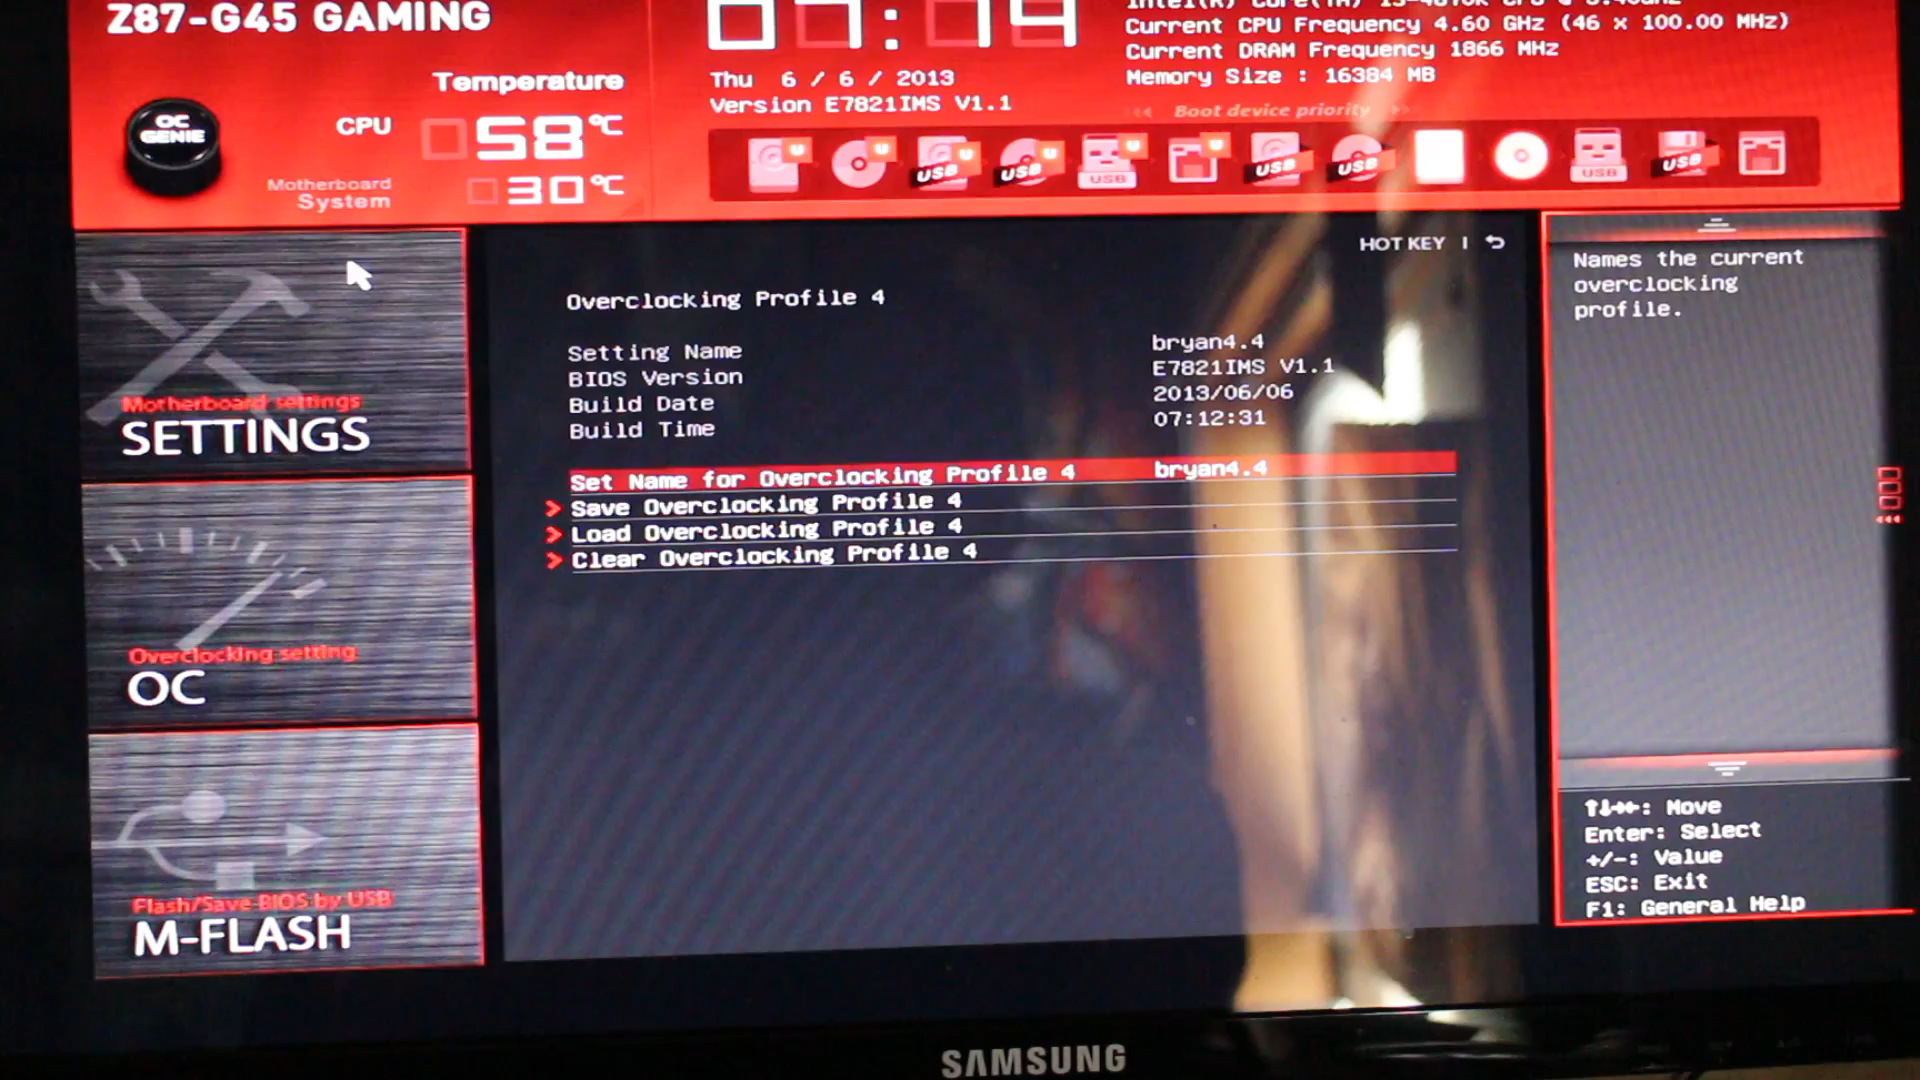 Z87-G45 GAMING
Temperature
OC
GENIE
CPU 58°C
Motherboard
System 30°C
Thu 6 / 6 / 2013
Version E7821IMS V1.1
Current CPU Frequency 4.60 GHz (46 x 100.00 MHz)
Current DRAM Frequency 1866 MHz
Memory Size : 16384 MB
Boot device priority
U U U USB U USB U USB U USB USB USB USB
HOT KEY |
Motherboard settings
SETTINGS
Overclocking setting
OC
Flash/Save BIOS by USB
M-FLASH
Overclocking Profile 4
Setting Name bryan4.4
BIOS Version E7821IMS V1.1
Build Date 2013/06/06
Build Time 07:12:31
Set Name for Overclocking Profile 4 bryan4.4
Save Overclocking Profile 4
Load Overclocking Profile 4
Clear Overclocking Profile 4
Names the current
overclocking
profile.
↑↓→←: Move
Enter: Select
+/-: Value
ESC: Exit
F1: General Help
SAMSUNG